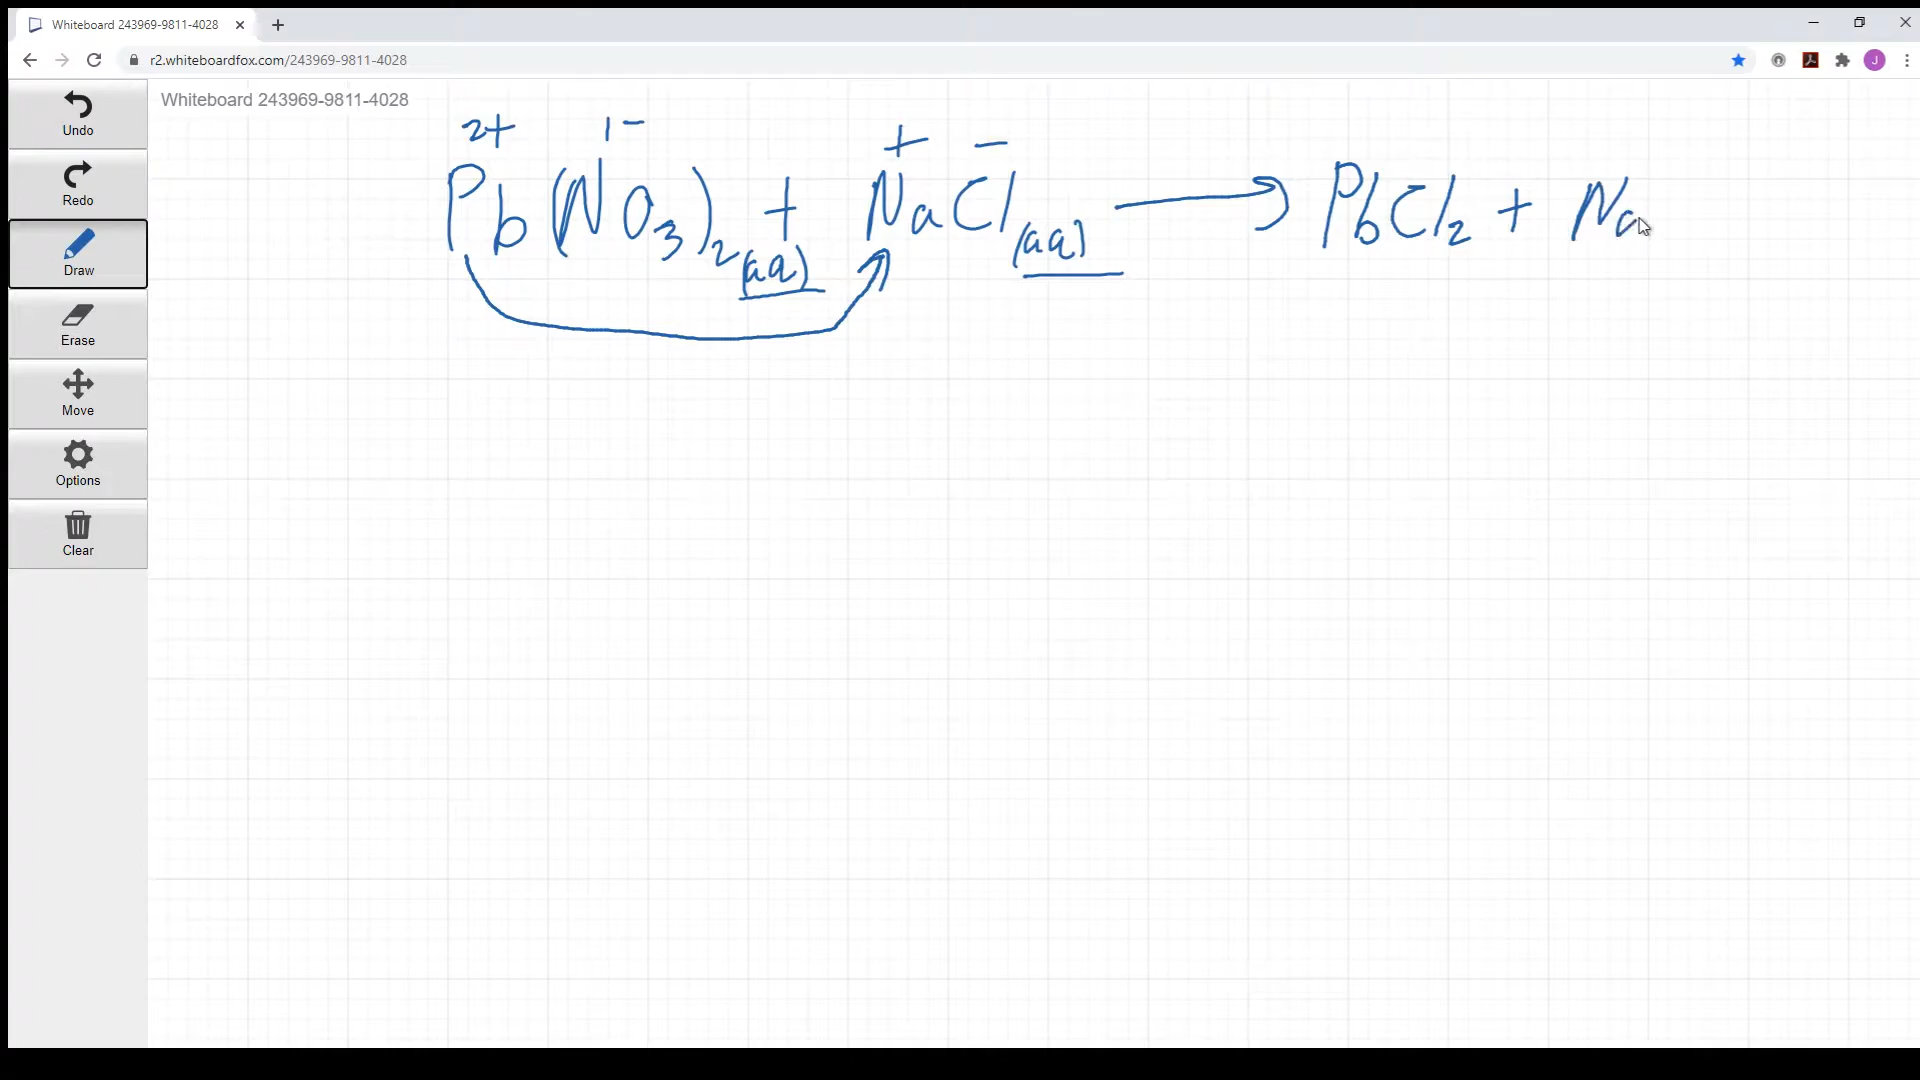 Whiteboard 243969-9811-4028
r2.whiteboardfox.com/243969-9811-4028
J
Undo
Redo
Draw
Erase
Move
Options
Clear
Whiteboard 243969-9811-4028
2+ 1- + -
Pb(NO3)2(aq) + NaCl(aq) → PbCl2 + Na